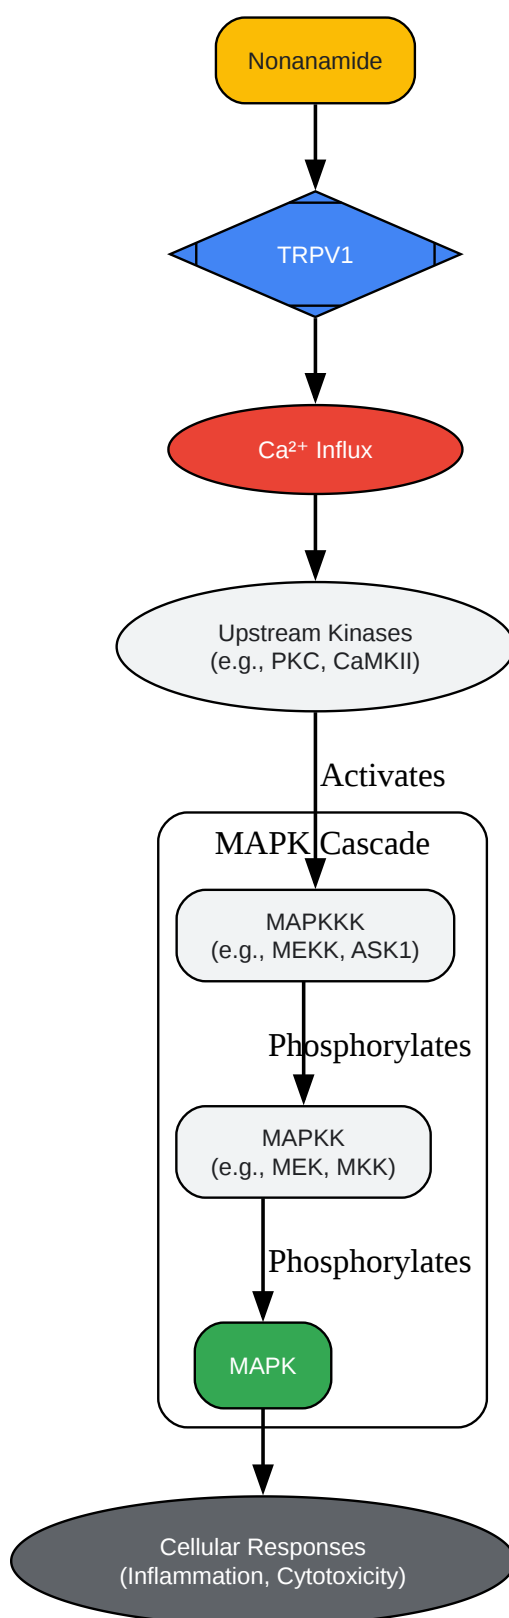 Nonanamide
TRPV1
Ca²⁺ Influx
Upstream Kinases
(e.g., PKC, CaMKII)
Activates
MAPK Cascade
MAPKKK
(e.g., MEKK, ASK1)
Phosphorylates
MAPKK
(e.g., MEK, MKK)
Phosphorylates
MAPK
Cellular Responses
(Inflammation, Cytotoxicity)